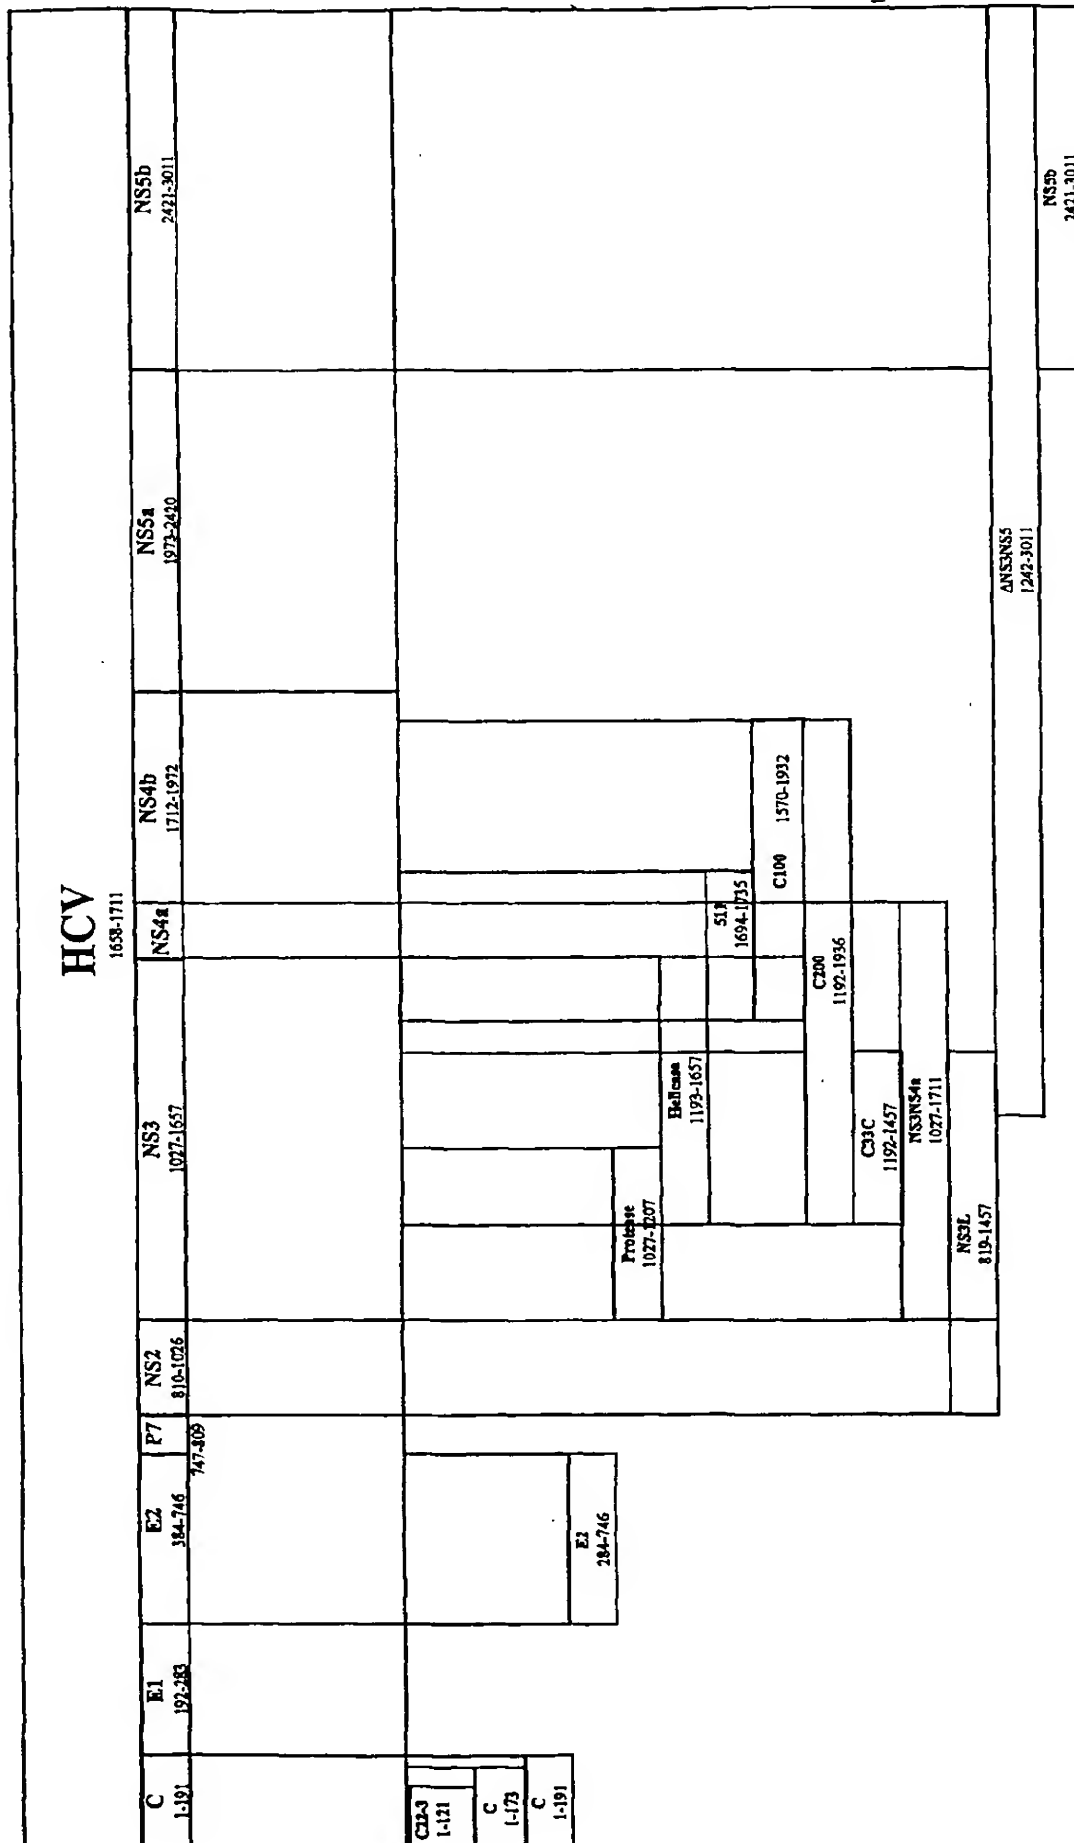 HCV
1658-1711
C
1-191
E1
192-283
E2
384-746
P7
747-809
NS2
810-1026
NS3
1027-1657
NS4a
NS4b
1712-1972
NS5a
1973-2420
NS5b
2421-3011
C22-3
1-121
C
1-173
C
1-191
E2
284-746
Protease
1027-1207
Helicase
1193-1657
511
1694-1735
C100
1570-1932
C200
1192-1936
C33C
1192-1457
NS3NS4a
1027-1711
NS3L
819-1457
ΔNS3NS5
1242-3011
NS5b
2421-3011